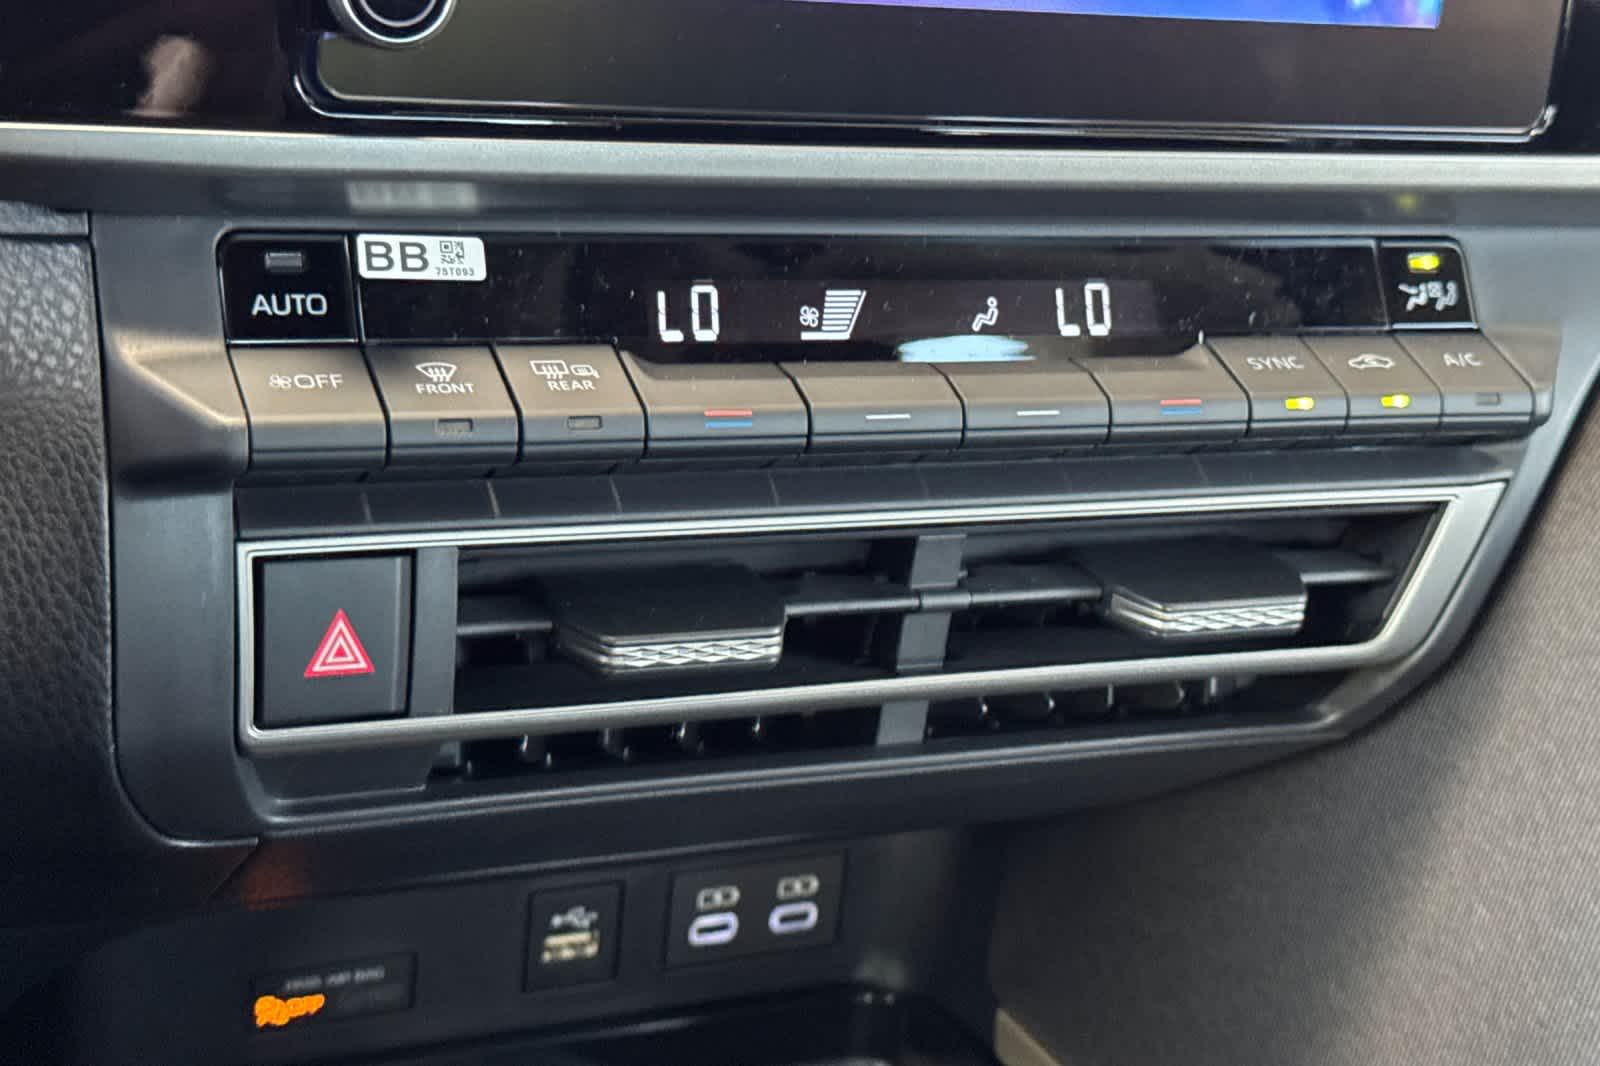 BB
75T093
AUTO
LO
LO
OFF
FRONT
REAR
SYNC
A/C